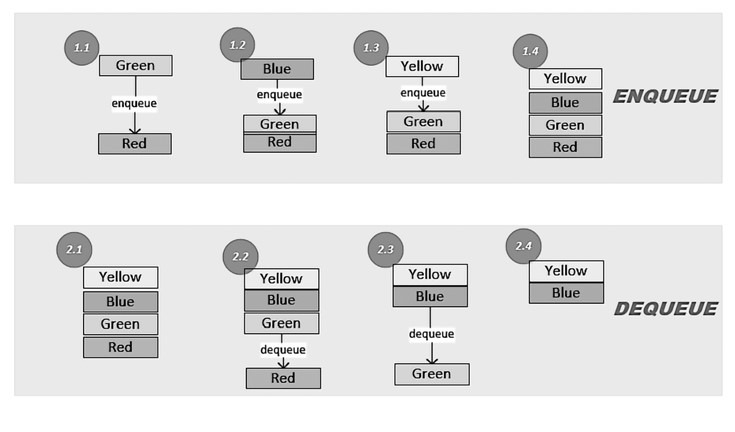 1.1
Green
enqueue
Red
1.2
Blue
enqueue
Green
Red
1.3
Yellow
enqueue
Green
Red
1.4
Yellow
Blue
Green
Red
ENQUEUE
2.1
Yellow
Blue
Green
Red
2.2
Yellow
Blue
Green
dequeue
Red
2.3
Yellow
Blue
dequeue
Green
2.4
Yellow
Blue
DEQUEUE